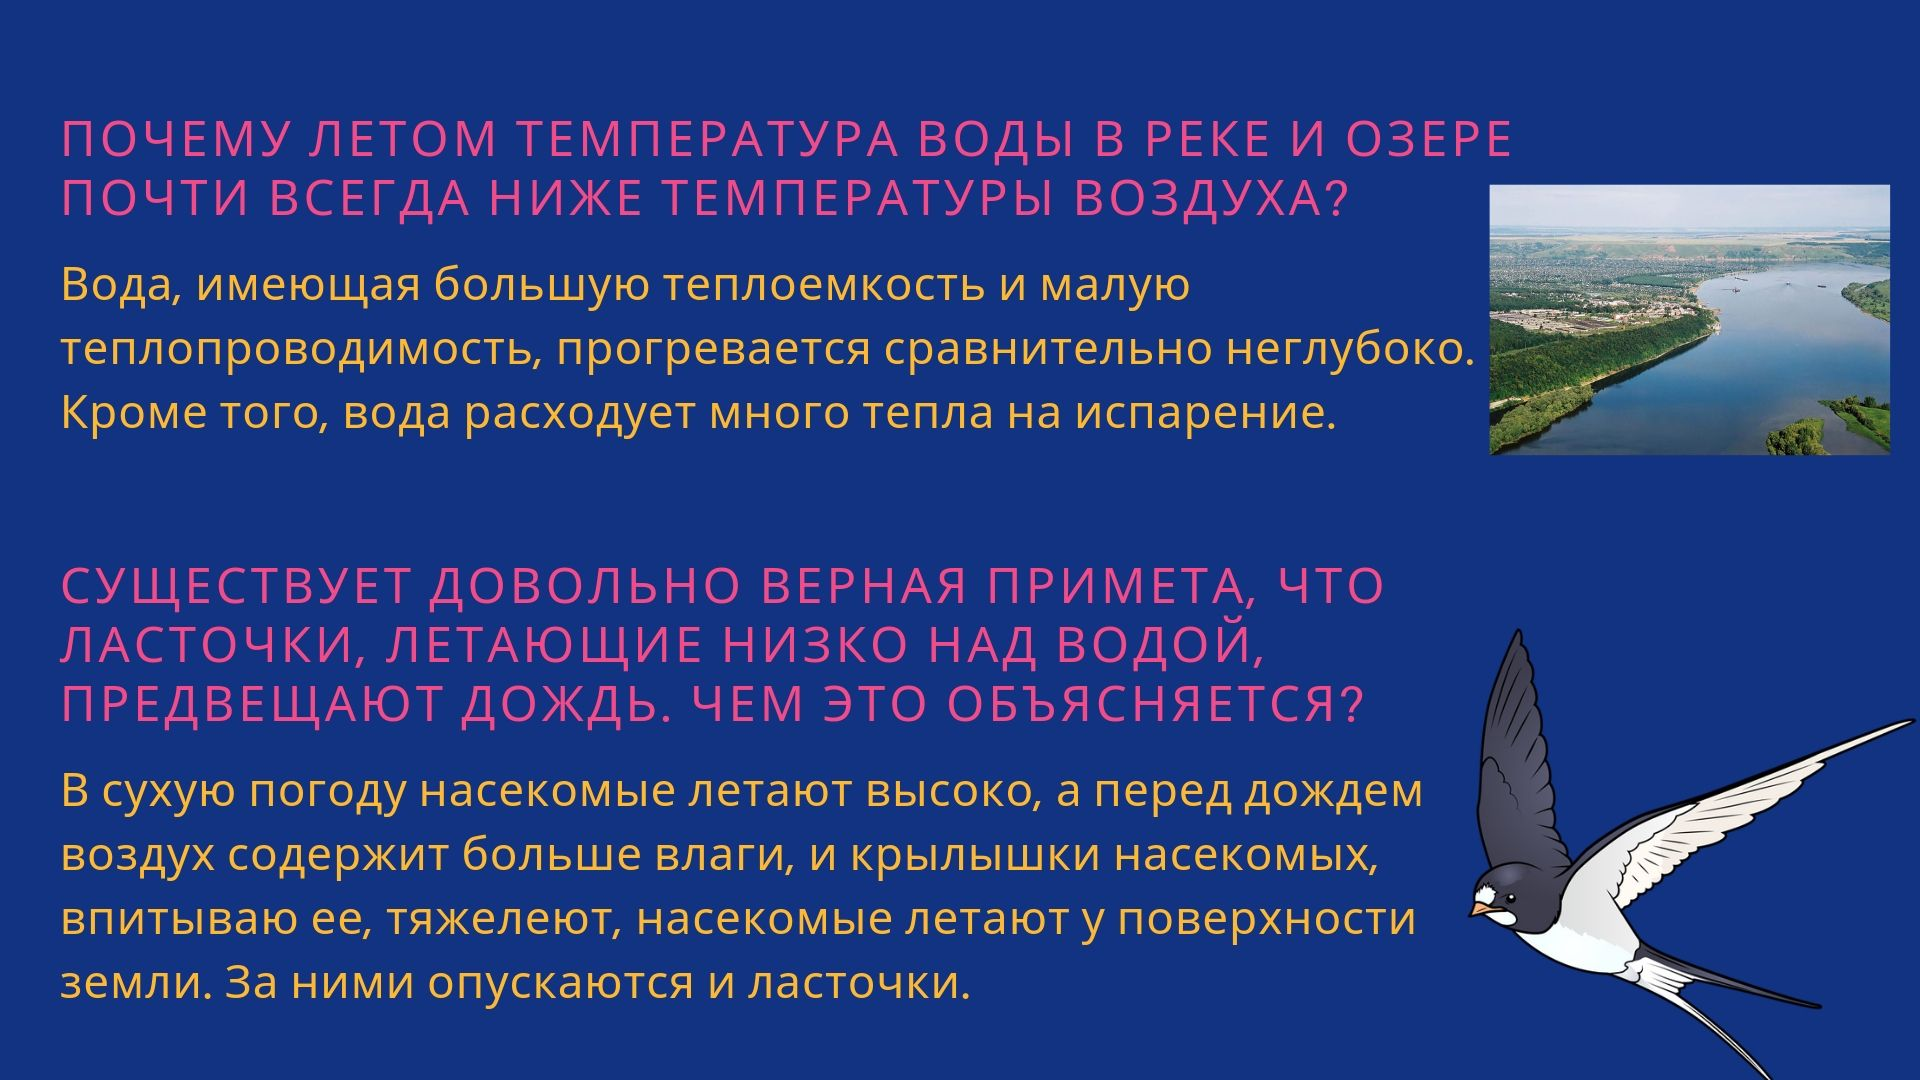 ПОЧЕМУ ЛЕТОМ ТЕМПЕРАТУРА ВОДЫ В РЕКЕ И ОЗЕРЕ
ПОЧТИ ВСЕГДА НИЖЕ ТЕМПЕРАТУРЫ ВОЗДУХА?
Вода, имеющая большую теплоемкость и малую
теплопроводимость, прогревается сравнительно неглубоко.
Кроме того, вода расходует много тепла на испарение.
СУЩЕСТВУЕТ ДОВОЛЬНО ВЕРНАЯ ПРИМЕТА, ЧТО
ЛАСТОЧКИ, ЛЕТАЮЩИЕ НИЗКО НАД ВОДОЙ,
ПРЕДВЕЩАЮТ ДОЖДЬ. ЧЕМ ЭТО ОБЪЯСНЯЕТСЯ?
В сухую погоду насекомые летают высоко, а перед дождем
воздух содержит больше влаги, и крылышки насекомых,
впитываю ее, тяжелеют, насекомые летают у поверхности
земли. За ними опускаются и ласточки.